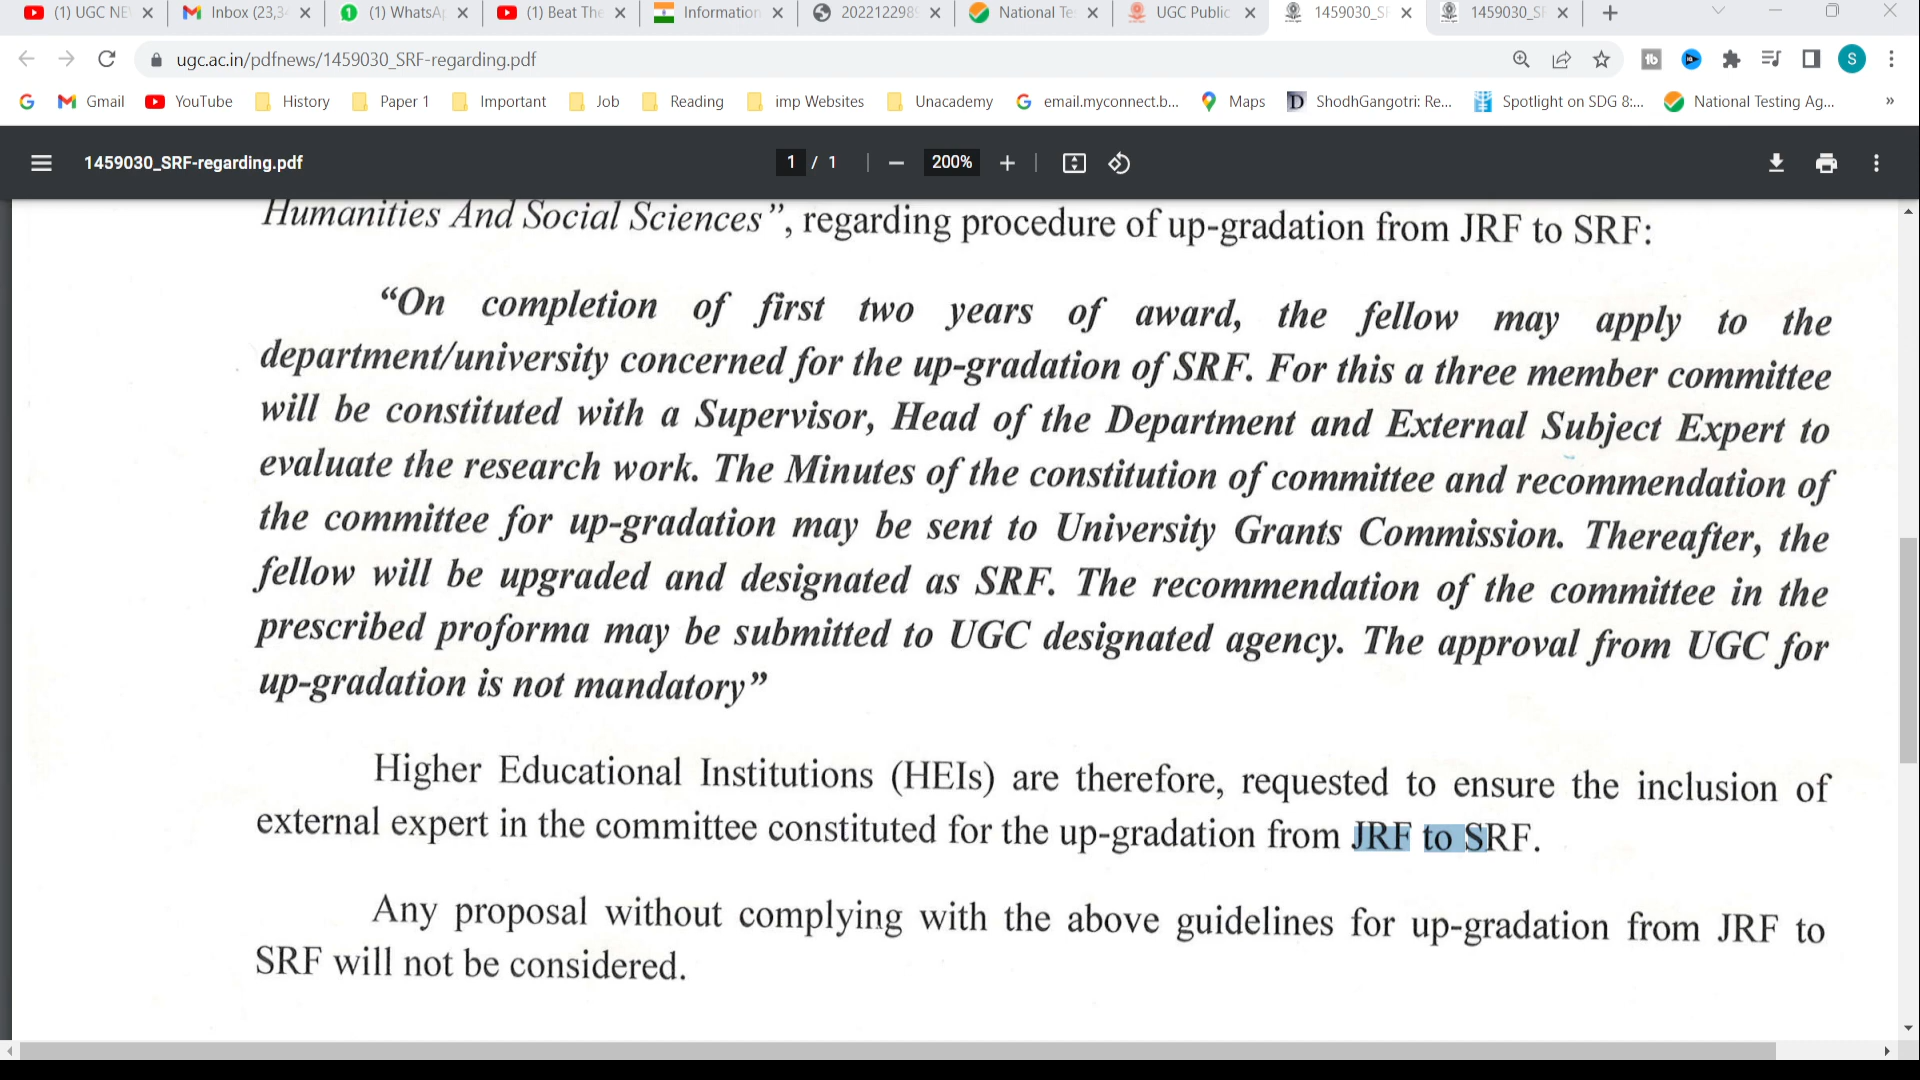 (1) UGC NE
Inbox (23,3
(1) WhatsA
(1) Beat The
Information
2022122989
National Te
UGC Public
1459030_S
1459030_S
ugc.ac.in/pdfnews/1459030_SRF-regarding.pdf
S
Gmail
YouTube
History
Paper 1
Important
Job
Reading
imp Websites
Unacademy
email.myconnect.b...
Maps
ShodhGangotri: Re...
Spotlight on SDG 8:...
National Testing Ag...
»
1459030_SRF-regarding.pdf
1 / 1
200%
Humanities And Social Sciences”, regarding procedure of up-gradation from JRF to SRF:
“On completion of first two years of award, the fellow may apply to the
department/university concerned for the up-gradation of SRF. For this a three member committee
will be constituted with a Supervisor, Head of the Department and External Subject Expert to
evaluate the research work. The Minutes of the constitution of committee and recommendation of
the committee for up-gradation may be sent to University Grants Commission. Thereafter, the
fellow will be upgraded and designated as SRF. The recommendation of the committee in the
prescribed proforma may be submitted to UGC designated agency. The approval from UGC for
up-gradation is not mandatory”
Higher Educational Institutions (HEIs) are therefore, requested to ensure the inclusion of
external expert in the committee constituted for the up-gradation from JRF to SRF.
Any proposal without complying with the above guidelines for up-gradation from JRF to
SRF will not be considered.